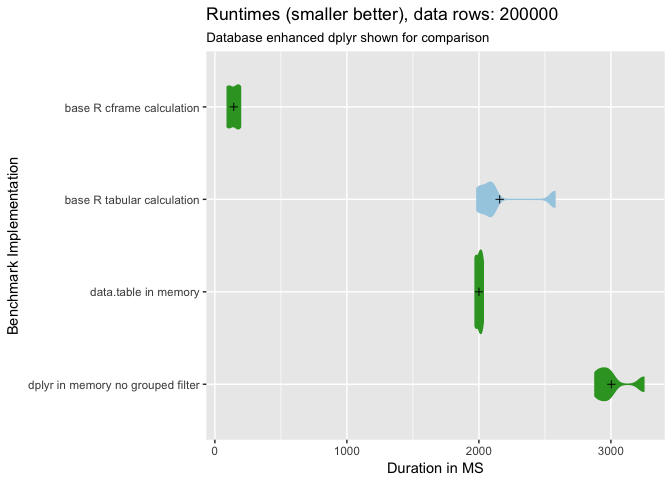 Runtimes (smaller better), data rows: 200000
Database enhanced dplyr shown for comparison
Benchmark Implementation
base R cframe calculation
base R tabular calculation
data.table in memory
dplyr in memory no grouped filter
0 1000 2000 3000
Duration in MS